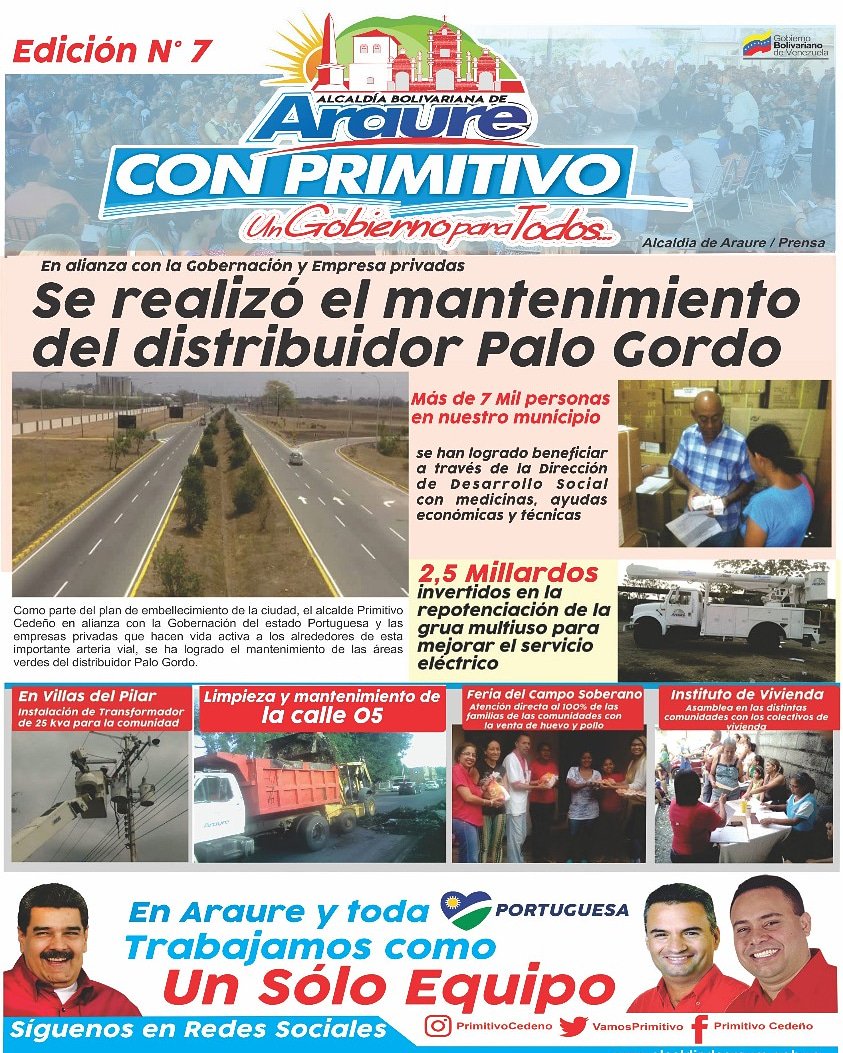 Edición N° 7
Gobierno
Bolivariano
de Venezuela
ALCALDÍA BOLIVARIANA DE
Araure
CON PRIMITIVO
Un Gobierno para Todos...
Alcaldia de Araure / Prensa
En alianza con la Gobernación y Empresa privadas
Se realizó el mantenimiento
del distribuidor Palo Gordo
Más de 7 Mil personas
en nuestro municipio
se han logrado beneficiar
a través de la Dirección
de Desarrollo Social
con medicinas, ayudas
económicas y técnicas
2,5 Millardos
invertidos en la
repotenciación de la
grua multiuso para
mejorar el servicio
eléctrico
Como parte del plan de embellecimiento de la ciudad, el alcalde Primitivo
Cedeño en alianza con la Gobernación del estado Portuguesa y las
empresas privadas que hacen vida activa a los alrededores de esta
importante arteria vial, se ha logrado el mantenimiento de las áreas
verdes del distribuidor Palo Gordo.
En Villas del Pilar
Instalación de Transformador
de 25 kva para la comunidad
Limpieza y mantenimiento de
la calle 05
Feria del Campo Soberano
Atención directa al 100% de las
familias de las comunidades con
la venta de huevo y pollo
Instituto de Vivienda
Asamblea en las distintas
comunidades con los colectivos de
vivienda
Araure
En Araure y toda PORTUGUESA
Trabajamos como
Un Sólo Equipo
Síguenos en Redes Sociales
PrimitivoCedeno VamosPrimitivo Primitivo Cedeño